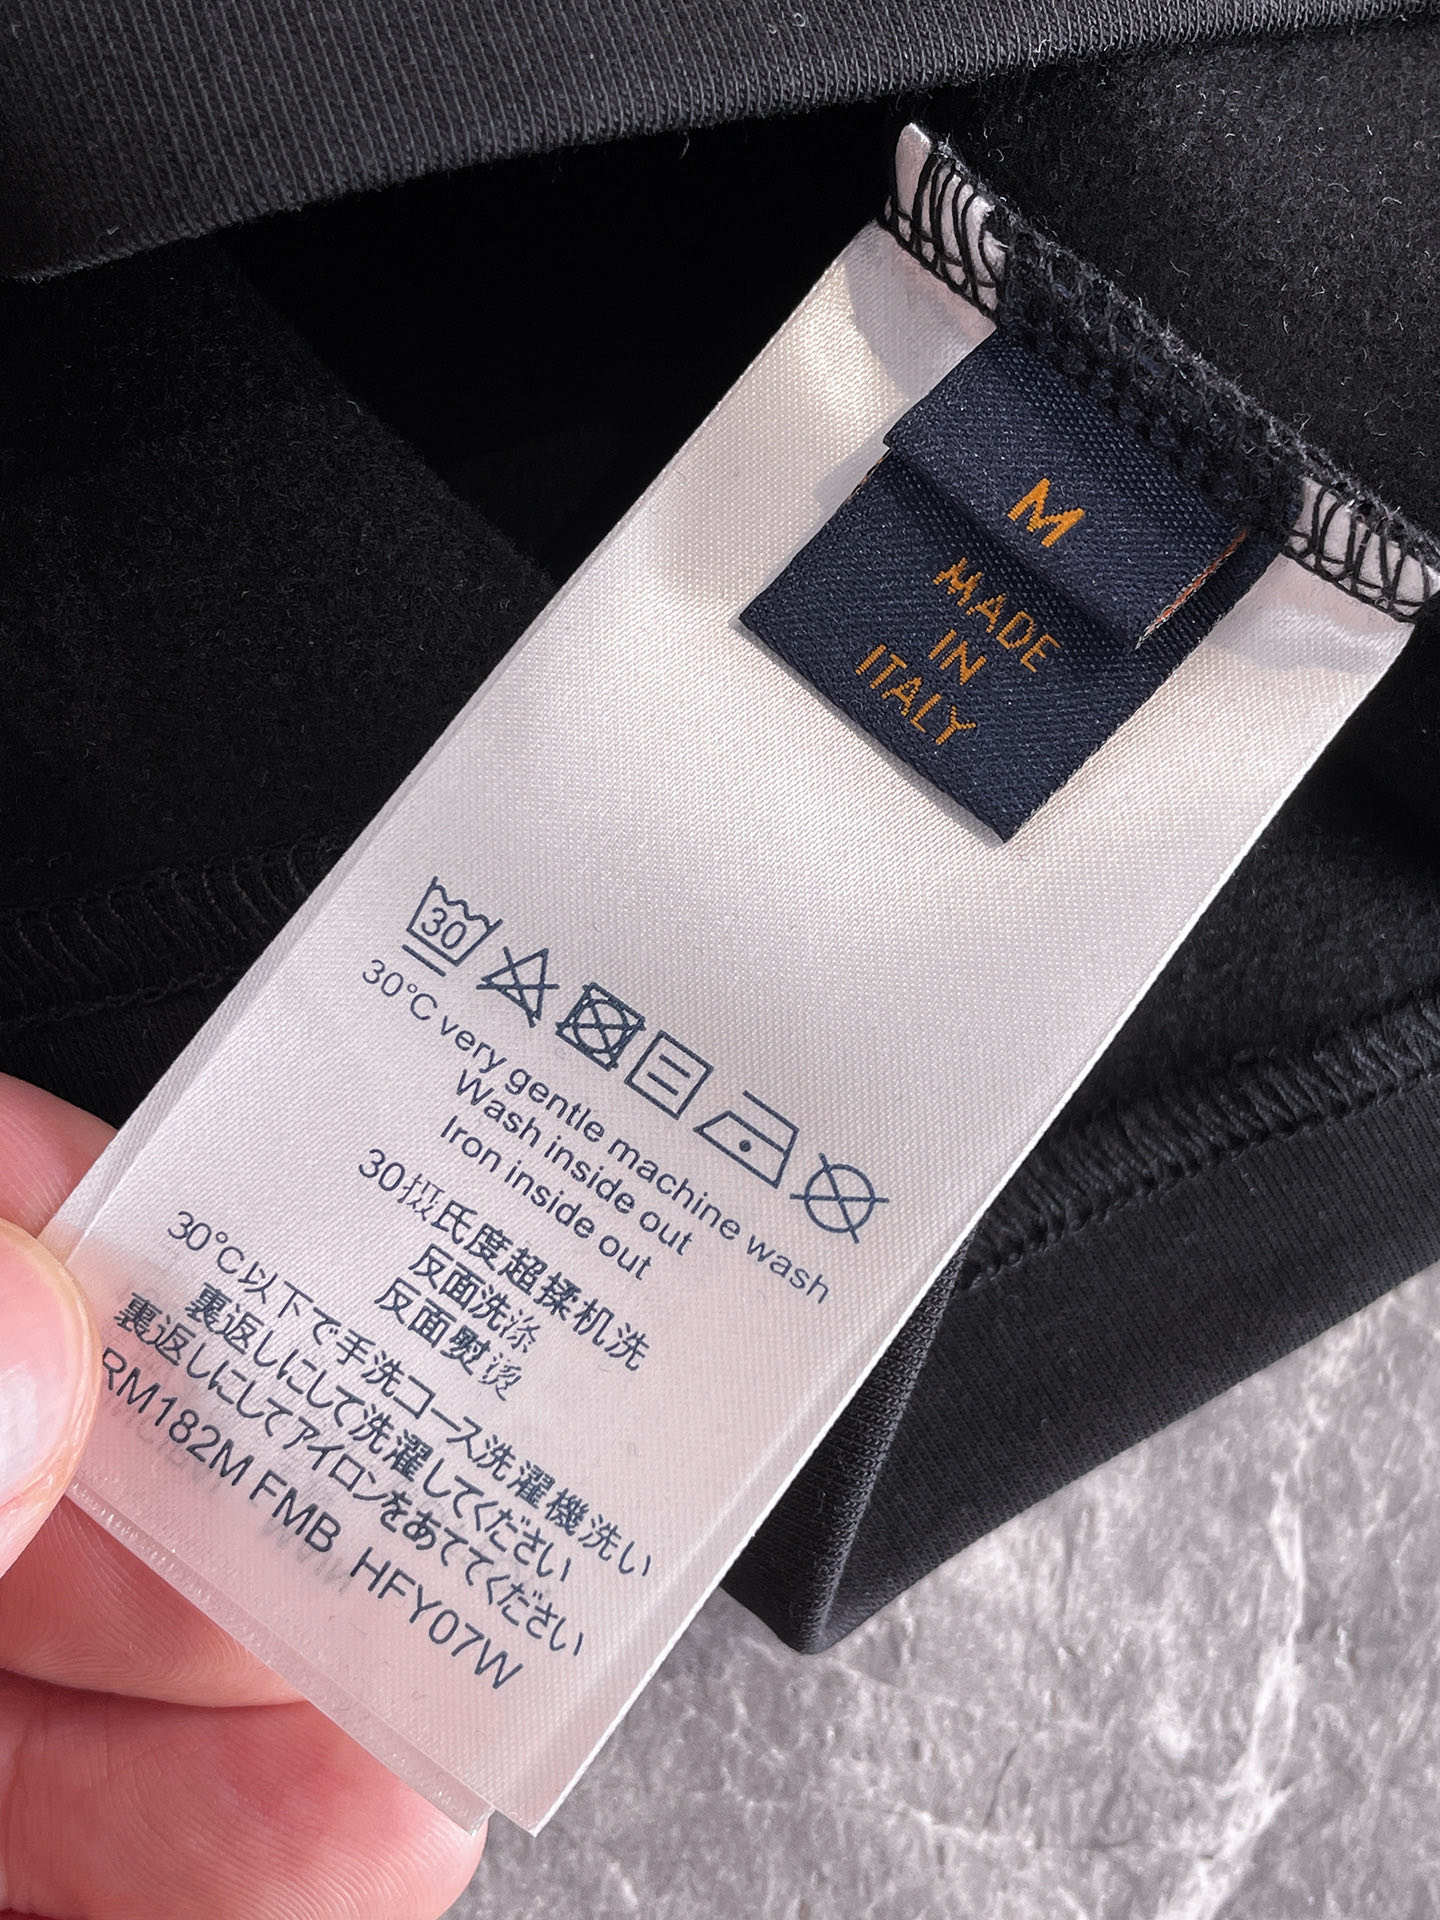 M
MADE
IN
ITALY
30
30°C very gentle machine wash
Wash inside out
Iron inside out
30摄氏度超揉机洗
反面洗涤
反面熨烫
30°C以下で手洗コース洗濯機洗い
裏返しにして洗濯してください
裏返しにしてアイロンをあててください
RM182M FMB HFY07W